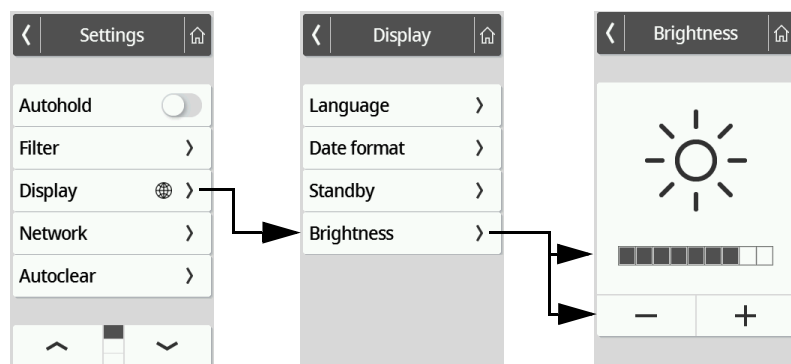 Settings
Autohold
Filter
Display
Network
Autoclear
Display
Language
Date format
Standby
Brightness
Brightness